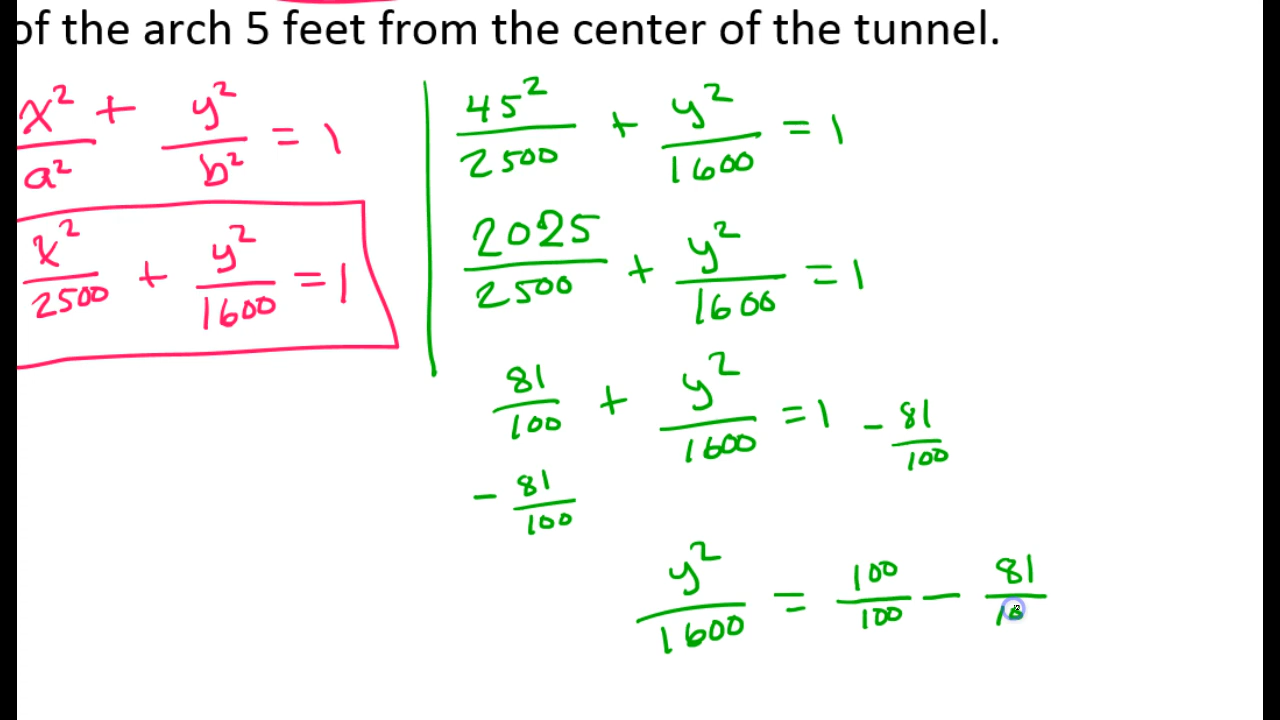 of the arch 5 feet from the center of the tunnel.
x²/a² + y²/b² = 1
x²/2500 + y²/1600 = 1
45²/2500 + y²/1600 = 1
2025/2500 + y²/1600 = 1
81/100 + y²/1600 = 1 - 81/100
- 81/100
y²/1600 = 100/100 - 81/10